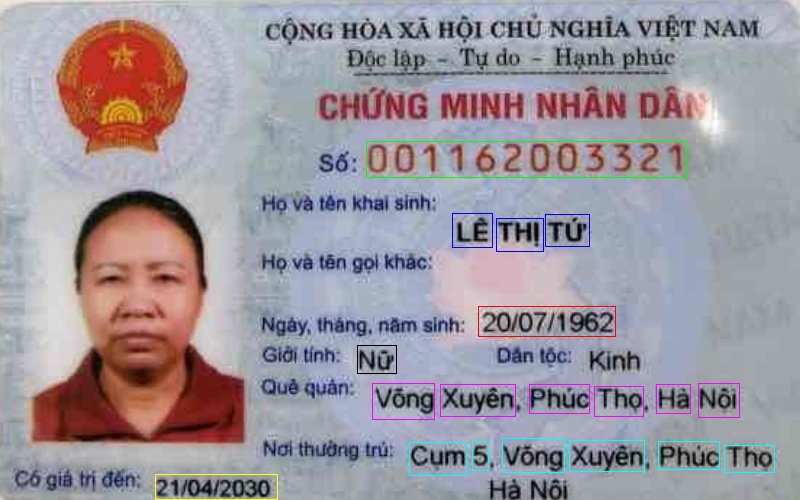 CỘNG HÒA XÃ HỘI CHỦ NGHĨA VIỆT NAM
Độc lập - Tự do - Hạnh phúc
CHỨNG MINH NHÂN DÂN
Số: 001162003321
Họ và tên khai sinh:
LÊ THỊ TỨ
Họ và tên gọi khác:
Ngày, tháng, năm sinh: 20/07/1962
Giới tính: Nữ Dân tộc: Kinh
Quê quán: Võng Xuyên, Phúc Thọ, Hà Nội
Nơi thường trú: Cụm 5, Võng Xuyên, Phúc Thọ
Có giá trị đến: 21/04/2030 Hà Nội